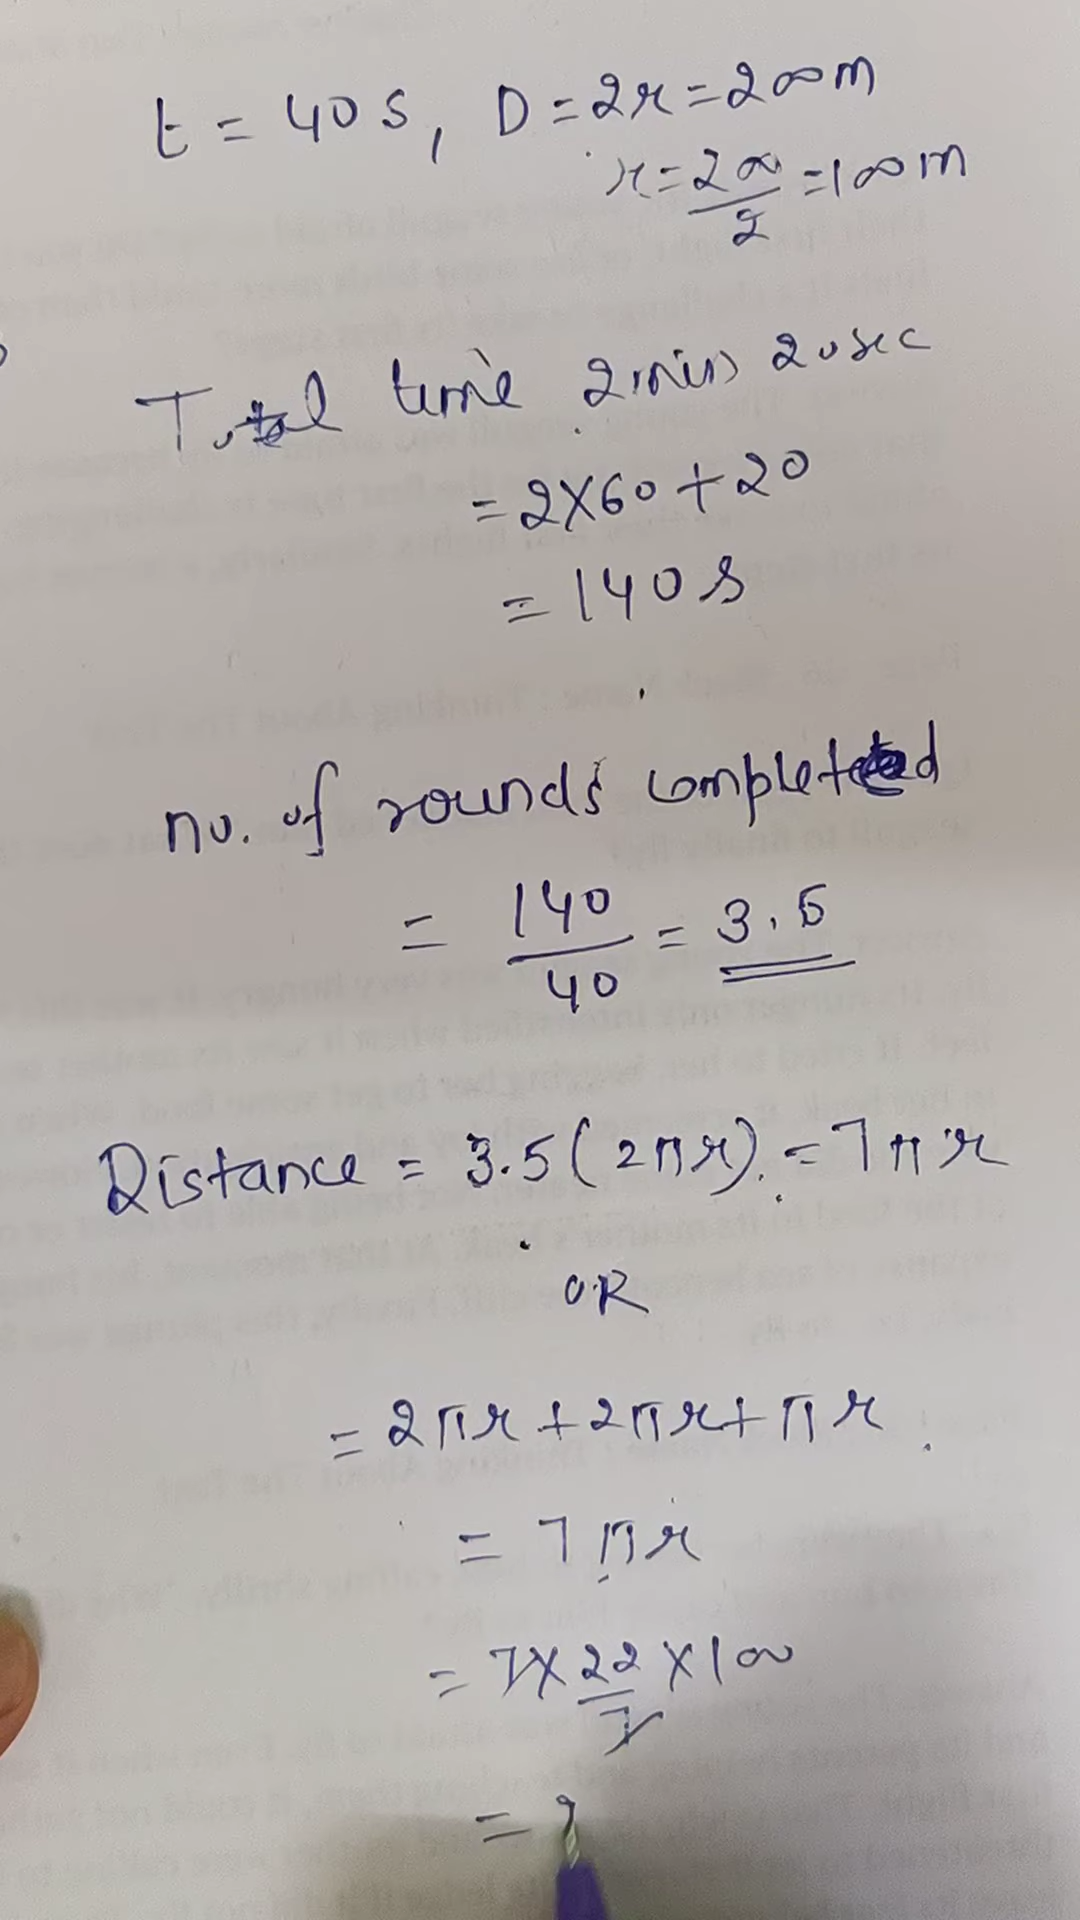 t = 40 s, D = 2r = 200 m
r = 200/2 = 100 m
Total time 2 mins 20 sec
= 2 × 60 + 20
= 140 s
no. of rounds completed
= 140/40 = 3.5
Distance = 3.5 (2πr) = 7πr
OR
= 2πr + 2πr + πr
= 7πr
= 7 × 22/7 × 100
=